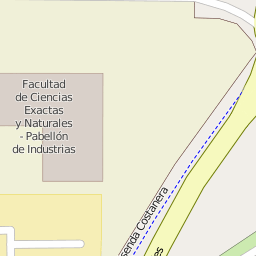 Facultad
de Ciencias
Exactas
y Naturales
- Pabellón
de Industrias
senda Costanera